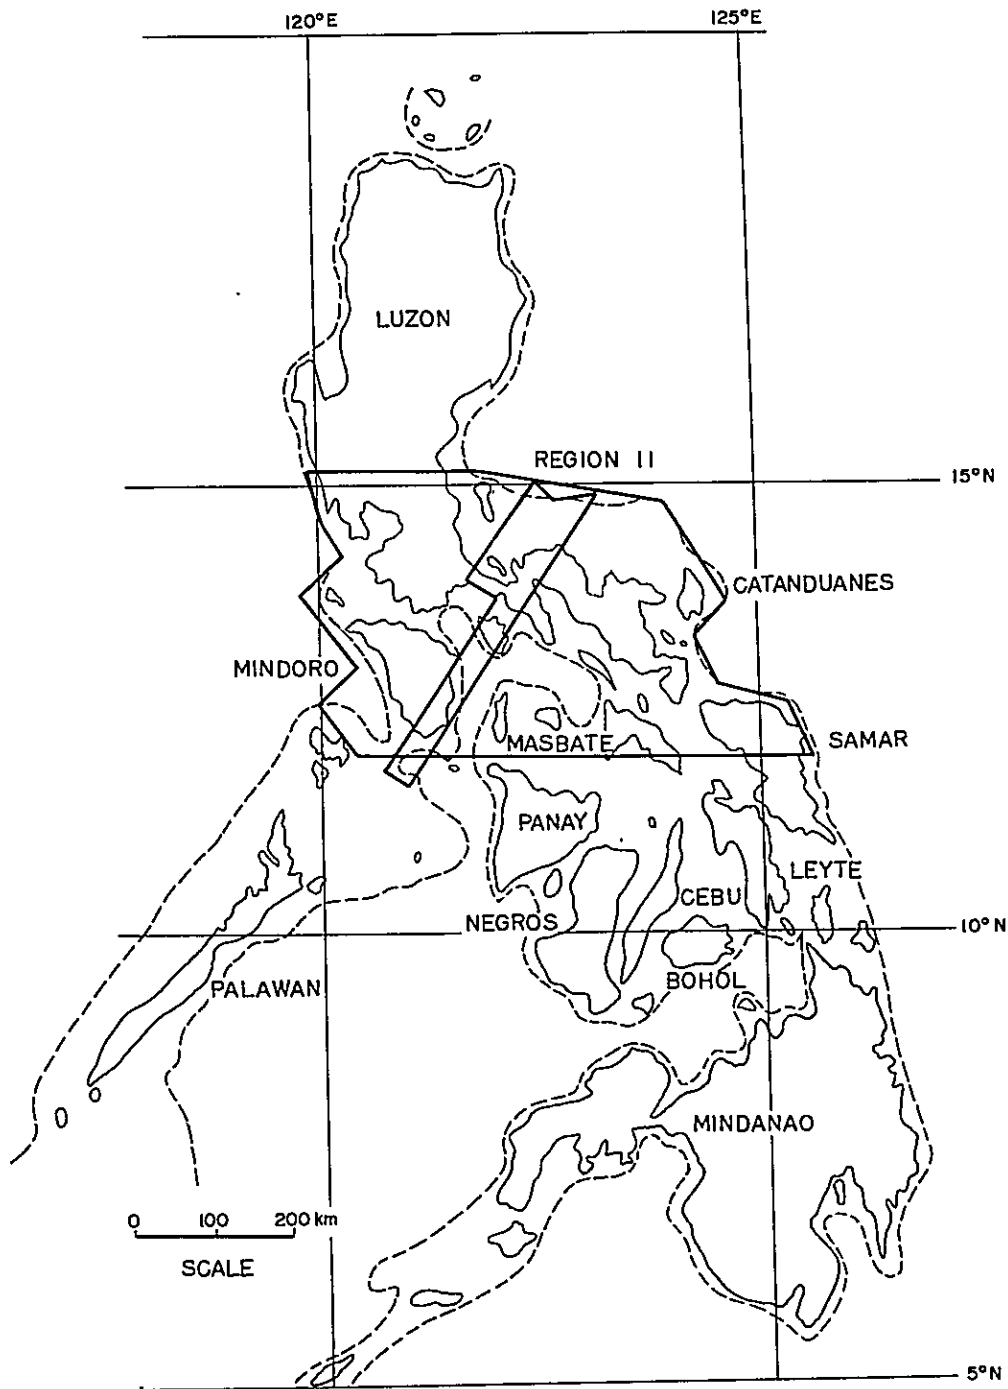 120°E
125°E
LUZON
REGION II
15°N
CATANDUANES
MINDORO
MASBATE
SAMAR
PANAY
LEYTE
CEBU
NEGROS
10°N
BOHOL
PALAWAN
MINDANAO
0 100 200 km
SCALE
5°N